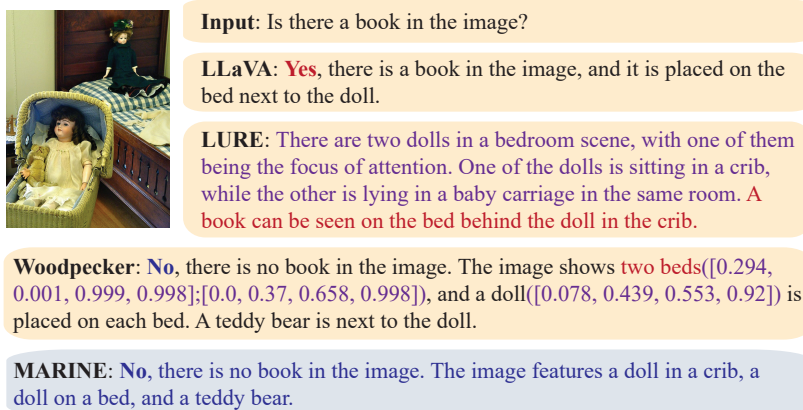 Input: Is there a book in the image?
LLaVA: Yes, there is a book in the image, and it is placed on the
bed next to the doll.
LURE: There are two dolls in a bedroom scene, with one of them
being the focus of attention. One of the dolls is sitting in a crib,
while the other is lying in a baby carriage in the same room. A
book can be seen on the bed behind the doll in the crib.
Woodpecker: No, there is no book in the image. The image shows two beds([0.294,
0.001, 0.999, 0.998];[0.0, 0.37, 0.658, 0.998]), and a doll([0.078, 0.439, 0.553, 0.92]) is
placed on each bed. A teddy bear is next to the doll.
MARINE: No, there is no book in the image. The image features a doll in a crib, a
doll on a bed, and a teddy bear.